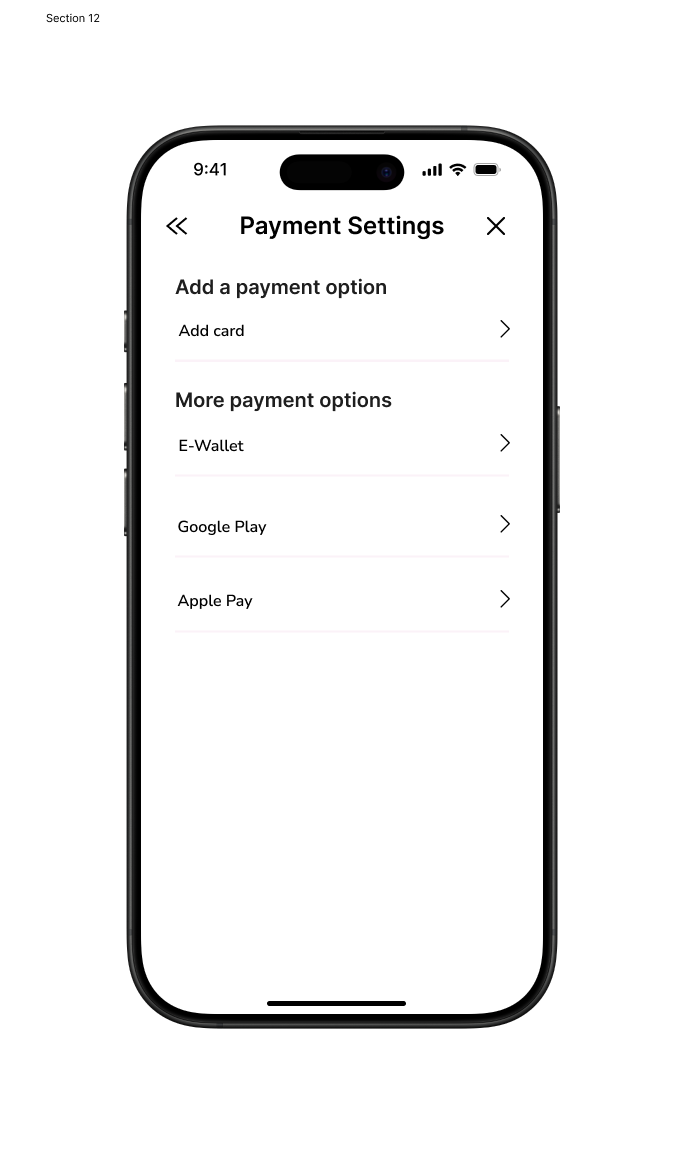 Section 12
9:41
Payment Settings
Add a payment option
Add card
More payment options
E-Wallet
Google Play
Apple Pay